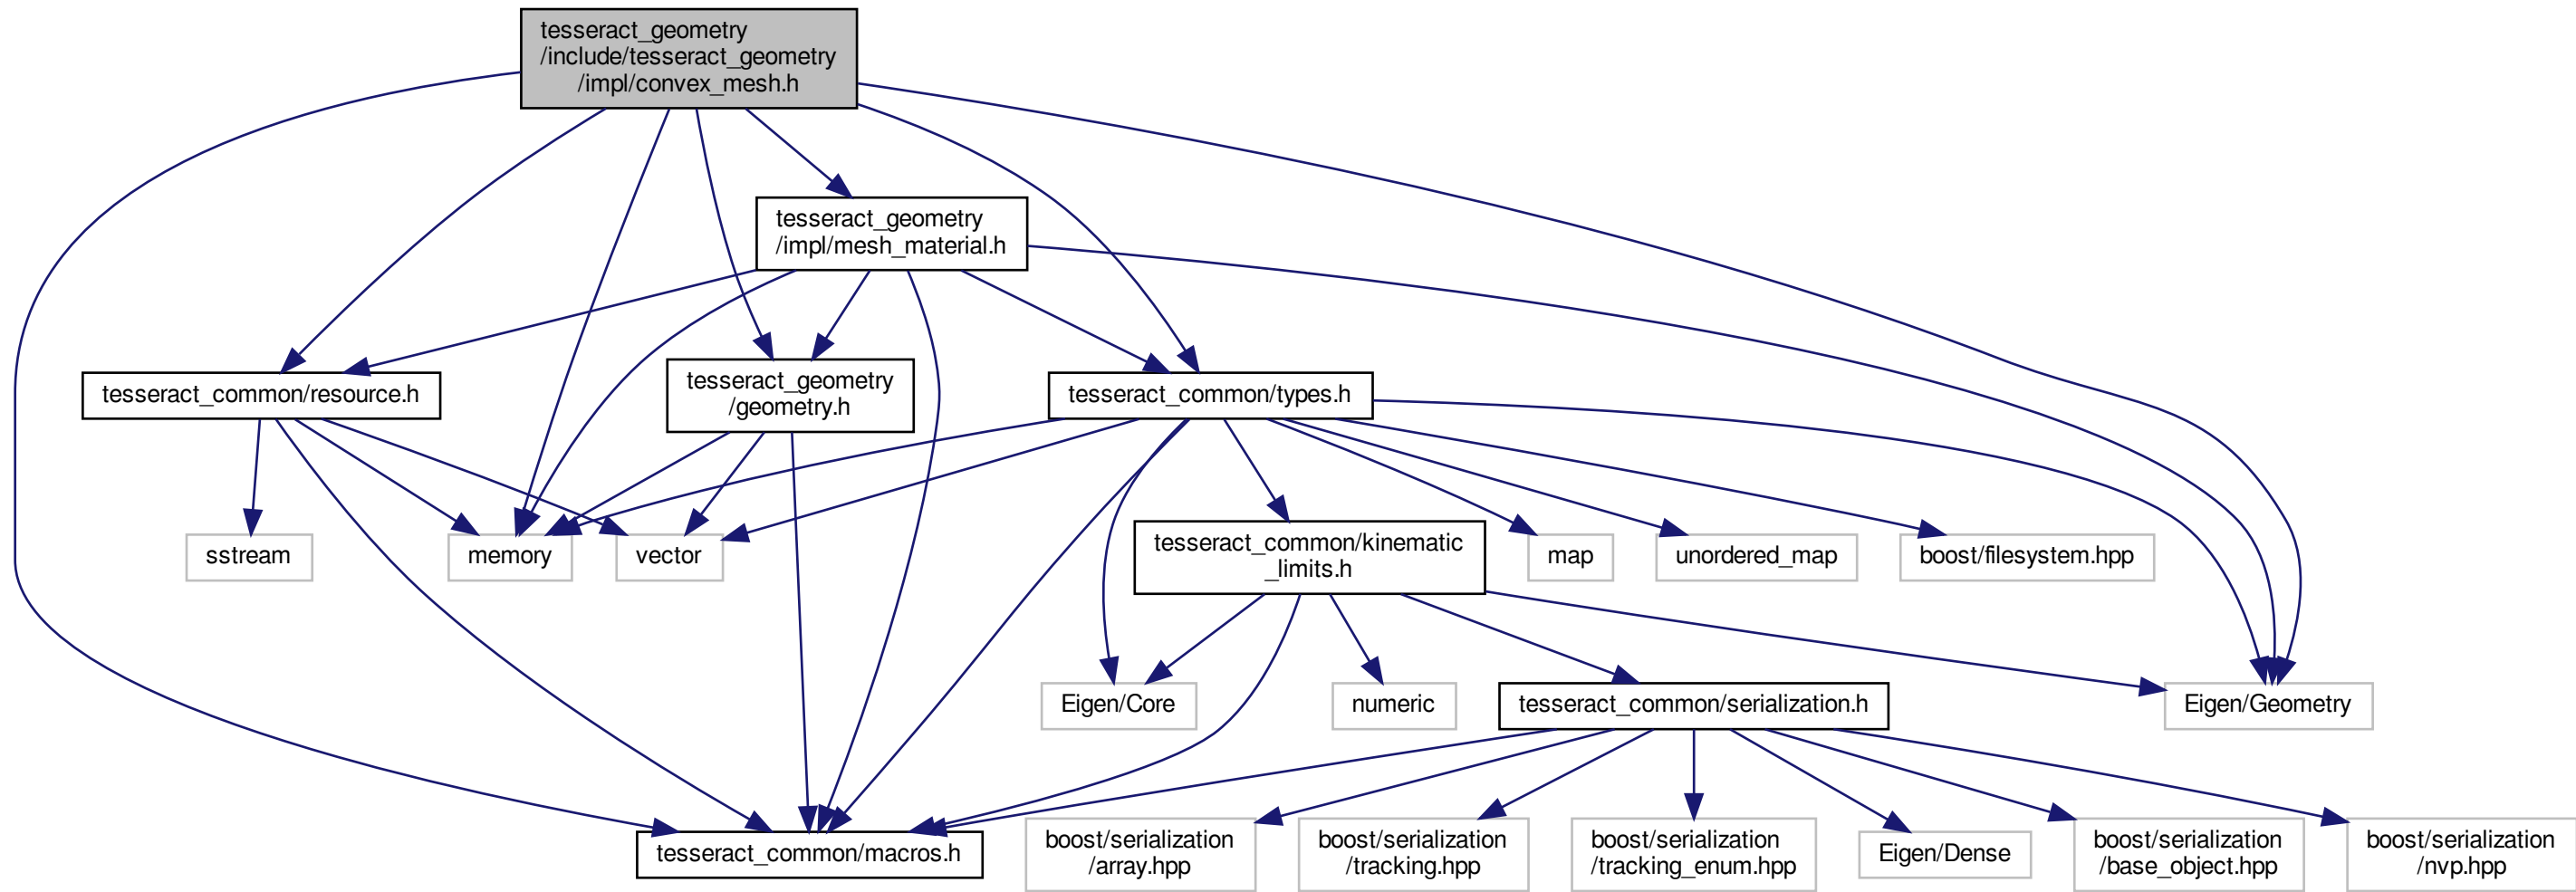 tesseract_geometry
/include/tesseract_geometry
/impl/convex_mesh.h
tesseract_geometry
/impl/mesh_material.h
tesseract_common/resource.h
tesseract_geometry
/geometry.h
tesseract_common/types.h
sstream
memory
vector
tesseract_common/kinematic
_limits.h
map
unordered_map
boost/filesystem.hpp
Eigen/Core
numeric
tesseract_common/serialization.h
Eigen/Geometry
tesseract_common/macros.h
boost/serialization
/array.hpp
boost/serialization
/tracking.hpp
boost/serialization
/tracking_enum.hpp
Eigen/Dense
boost/serialization
/base_object.hpp
boost/serialization
/nvp.hpp